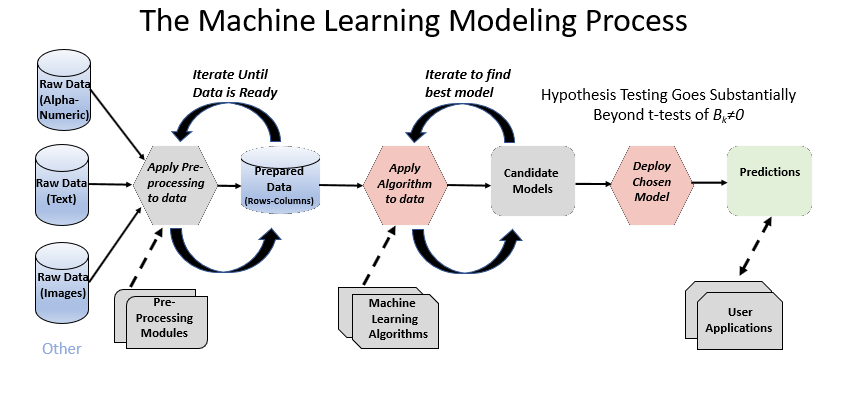 The Machine Learning Modeling Process
Iterate Until
Data is Ready
Iterate to find
best model
Hypothesis Testing Goes Substantially
Beyond t-tests of Bₖ≠0
Raw Data
(Alpha-
Numeric)
Raw Data
(Text)
Raw Data
(Images)
Other
Apply Pre-
processing
to data
Prepared
Data
(Rows-Columns)
Apply
Algorithm
to data
Candidate
Models
Deploy
Chosen
Model
Predictions
Pre-
Processing
Modules
Machine
Learning
Algorithms
User
Applications